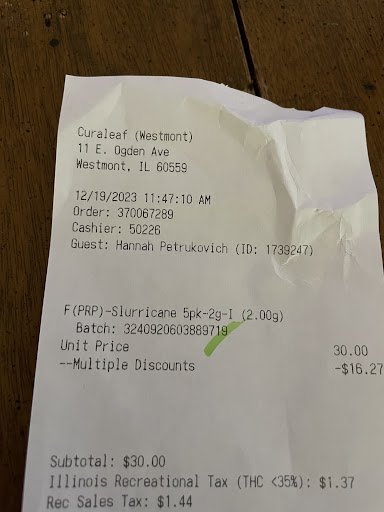 Curaleaf (Westmont)
11 E. Ogden Ave
Westmont, IL 60559
12/19/2023 11:47:10 AM
Order: 370067289
Cashier: 50226
Guest: Hannah Petrukovich (ID: 1739247)
F(PRP)-Slurricane 5pk-2g-I (2.00g)
Batch: 3240920603889719
Unit Price 30.00
--Multiple Discounts -$16.27
Subtotal: $30.00
Illinois Recreational Tax (THC <35%): $1.37
Rec Sales Tax: $1.44